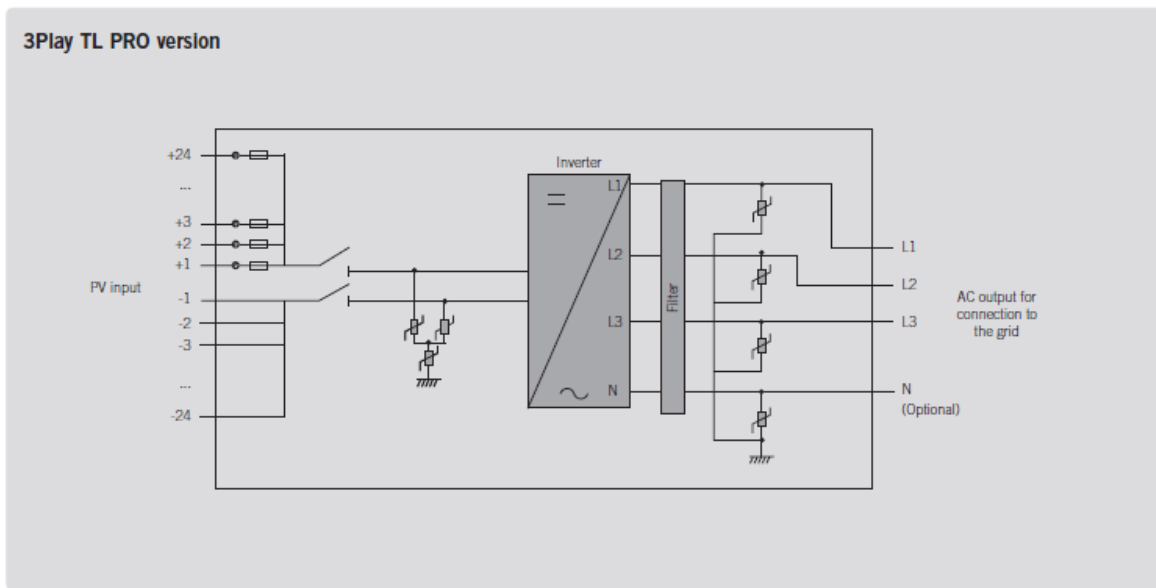 3Play TL PRO version
+24
...
+3
+2
+1
PV input
-1
-2
-3
...
-24
Inverter
L1
L2
L3
N
Filter
L1
L2
L3
N
(Optional)
AC output for
connection to
the grid